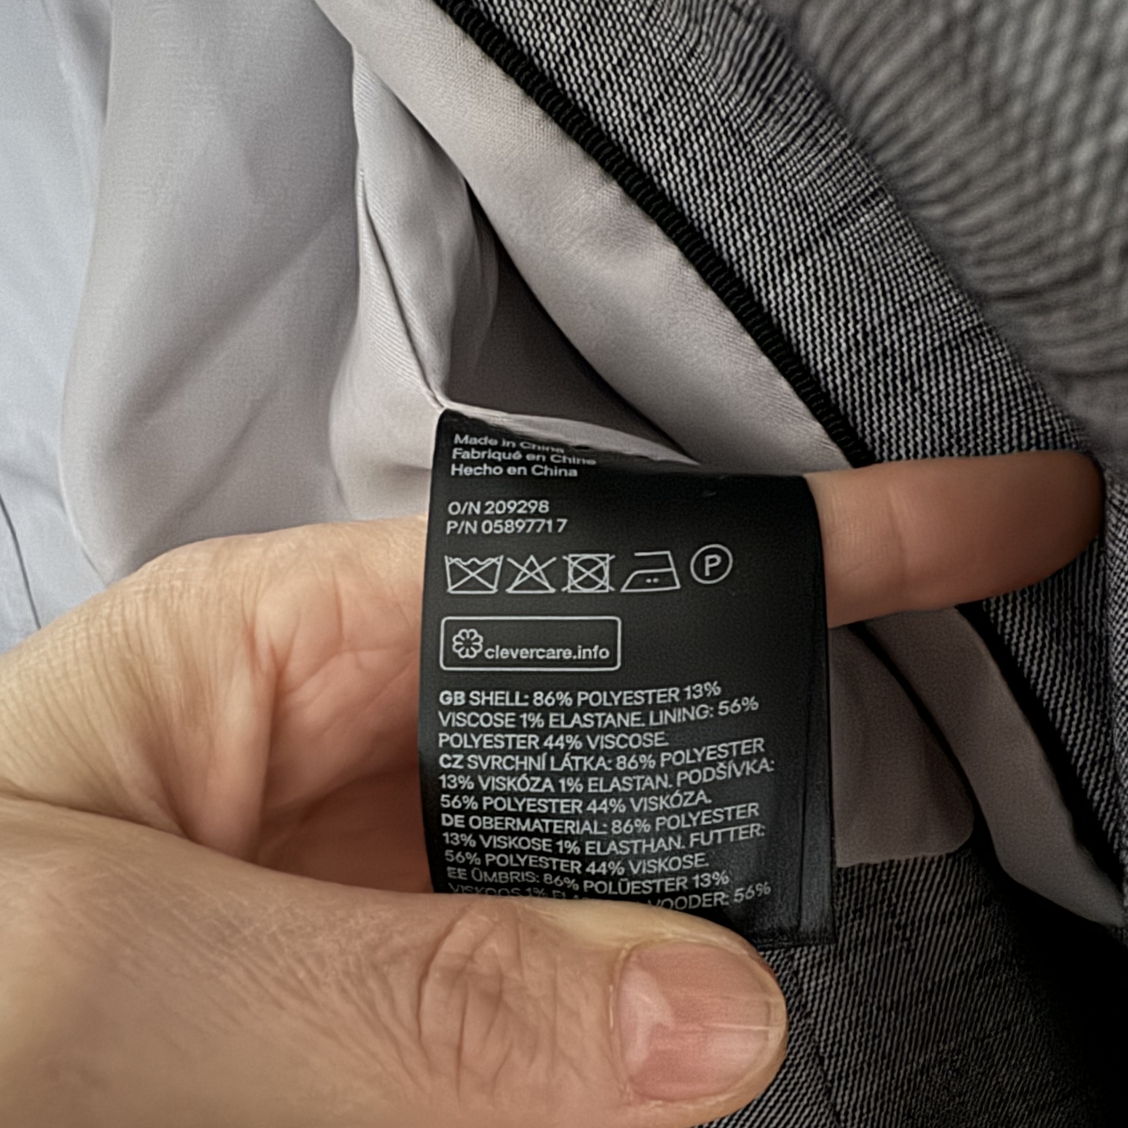 Made in China
Fabriqué en Chine
Hecho en China
O/N 209298
P/N 05897717
P
clevercare.info
GB SHELL: 86% POLYESTER 13%
VISCOSE 1% ELASTANE. LINING: 56%
POLYESTER 44% VISCOSE.
CZ SVRCHNÍ LÁTKA: 86% POLYESTER
13% VISKÓZA 1% ELASTAN. PODŠÍVKA:
56% POLYESTER 44% VISKÓZA.
DE OBERMATERIAL: 86% POLYESTER
13% VISKOSE 1% ELASTHAN. FUTTER:
56% POLYESTER 44% VISKOSE.
EE ÜMBRIS: 86% POLÜESTER 13%
VISKOOS 1% VOODER: 56%